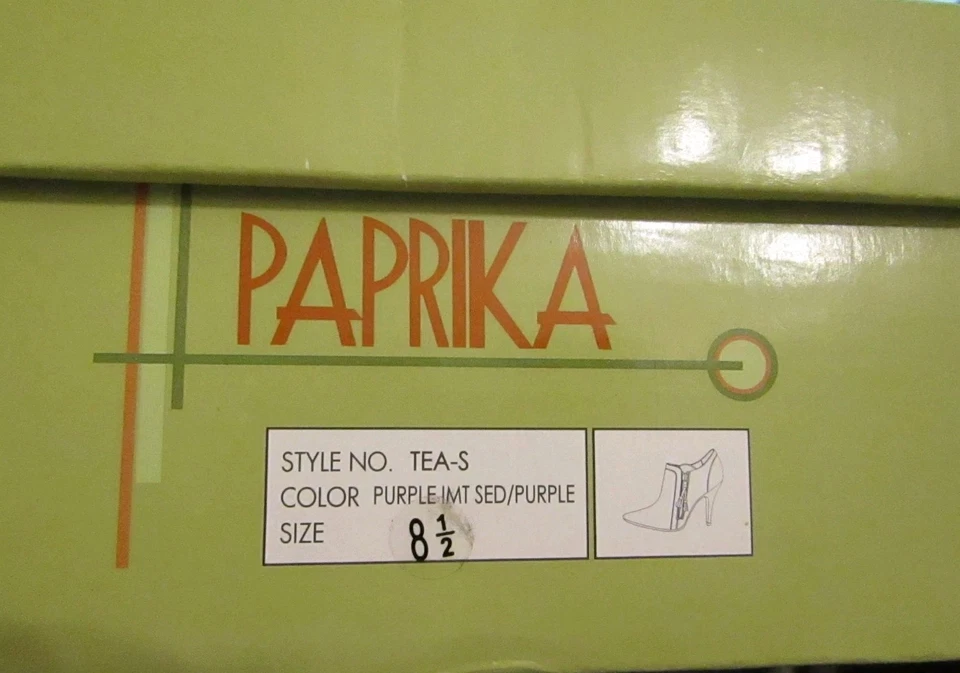 PAPRIKA
STYLE NO. TEA-S
COLOR PURPLE IMT SED/PURPLE
SIZE 8 1/2